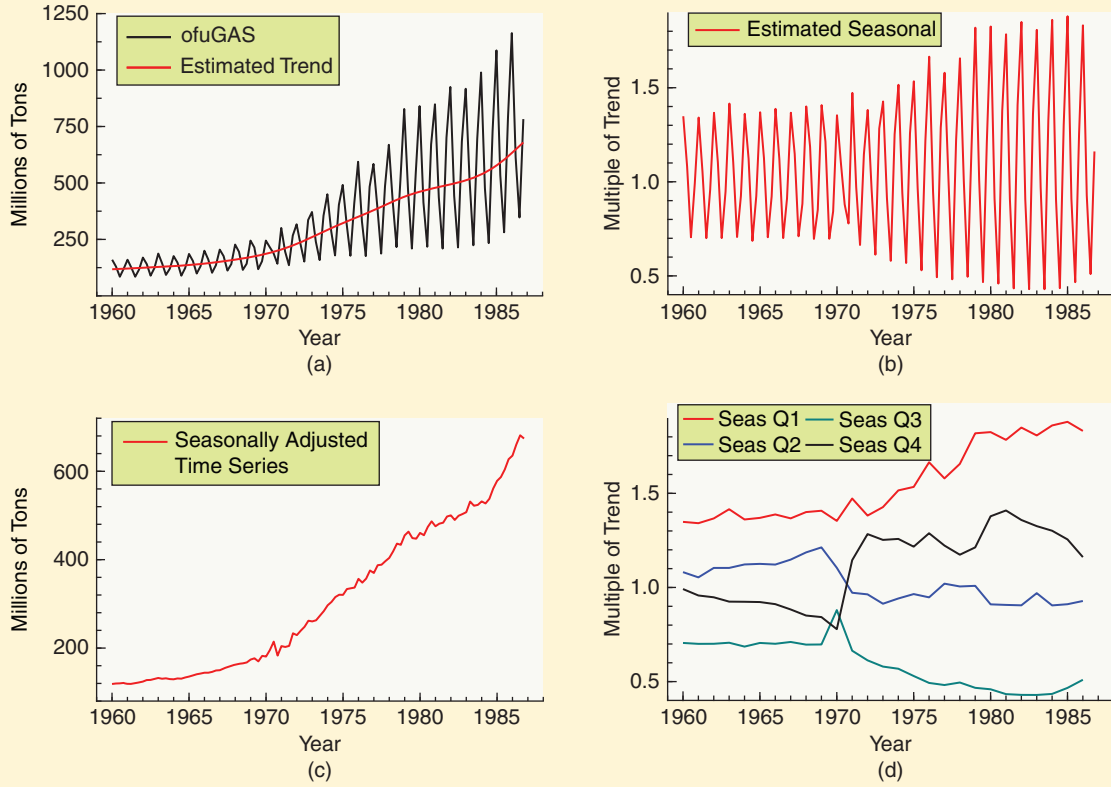 1250
1000
750
500
250
Millions of Tons
ofuGAS
Estimated Trend
1960 1965 1970 1975 1980 1985
Year
(a)
Estimated Seasonal
1.5
1.0
0.5
Multiple of Trend
1960 1965 1970 1975 1980 1985
Year
(b)
Seasonally Adjusted
Time Series
600
400
200
Millions of Tons
1960 1965 1970 1975 1980 1985
Year
(c)
Seas Q1 Seas Q3
Seas Q2 Seas Q4
1.5
1.0
0.5
Multiple of Trend
1960 1965 1970 1975 1980 1985
Year
(d)